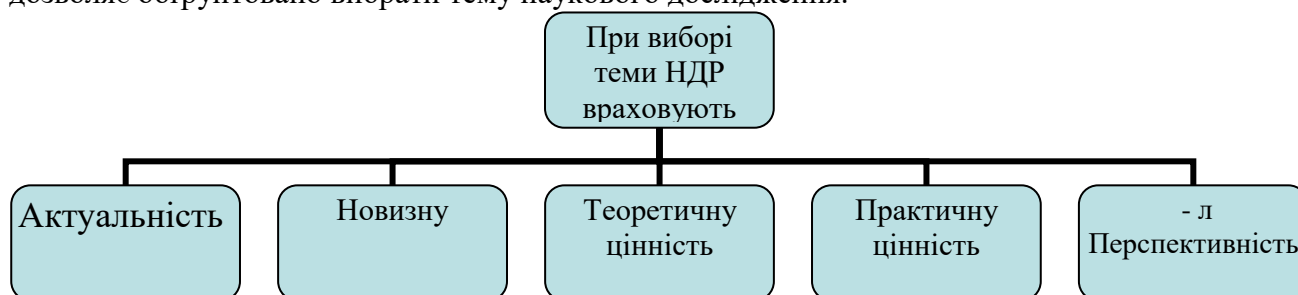 дозволяє обґрунтовано вибрати тему наукового дослідження.
При виборі
теми НДР
враховують
Актуальність
Новизну
Теоретичну
цінність
Практичну
цінність
- л
Перспективність